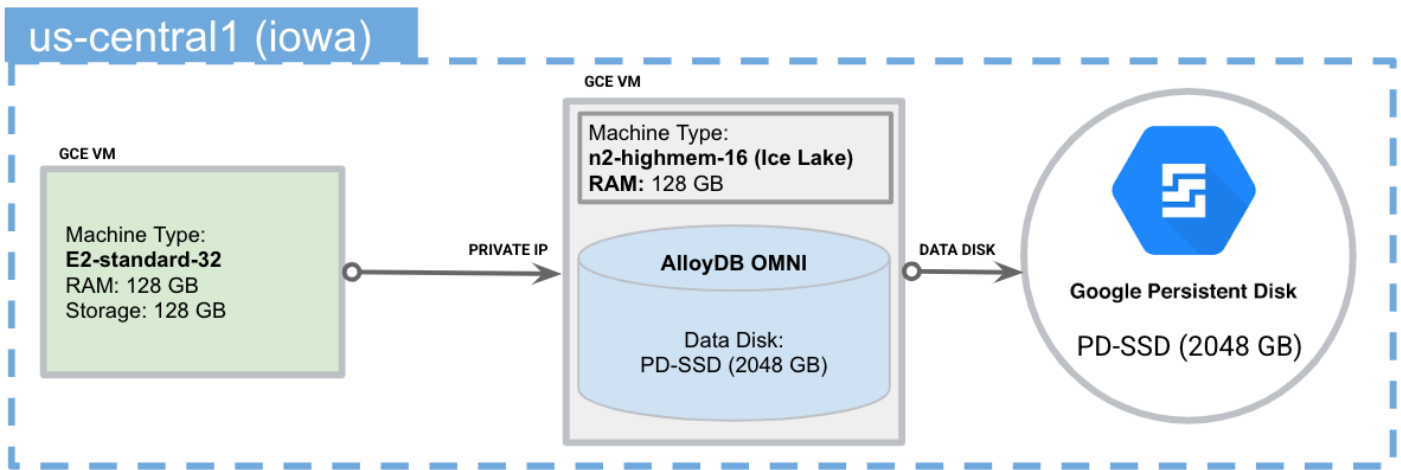 us-central1 (iowa)
GCE VM
Machine Type:
E2-standard-32
RAM: 128 GB
Storage: 128 GB
PRIVATE IP
GCE VM
Machine Type:
n2-highmem-16 (Ice Lake)
RAM: 128 GB
AlloyDB OMNI
Data Disk:
PD-SSD (2048 GB)
DATA DISK
Google Persistent Disk
PD-SSD (2048 GB)